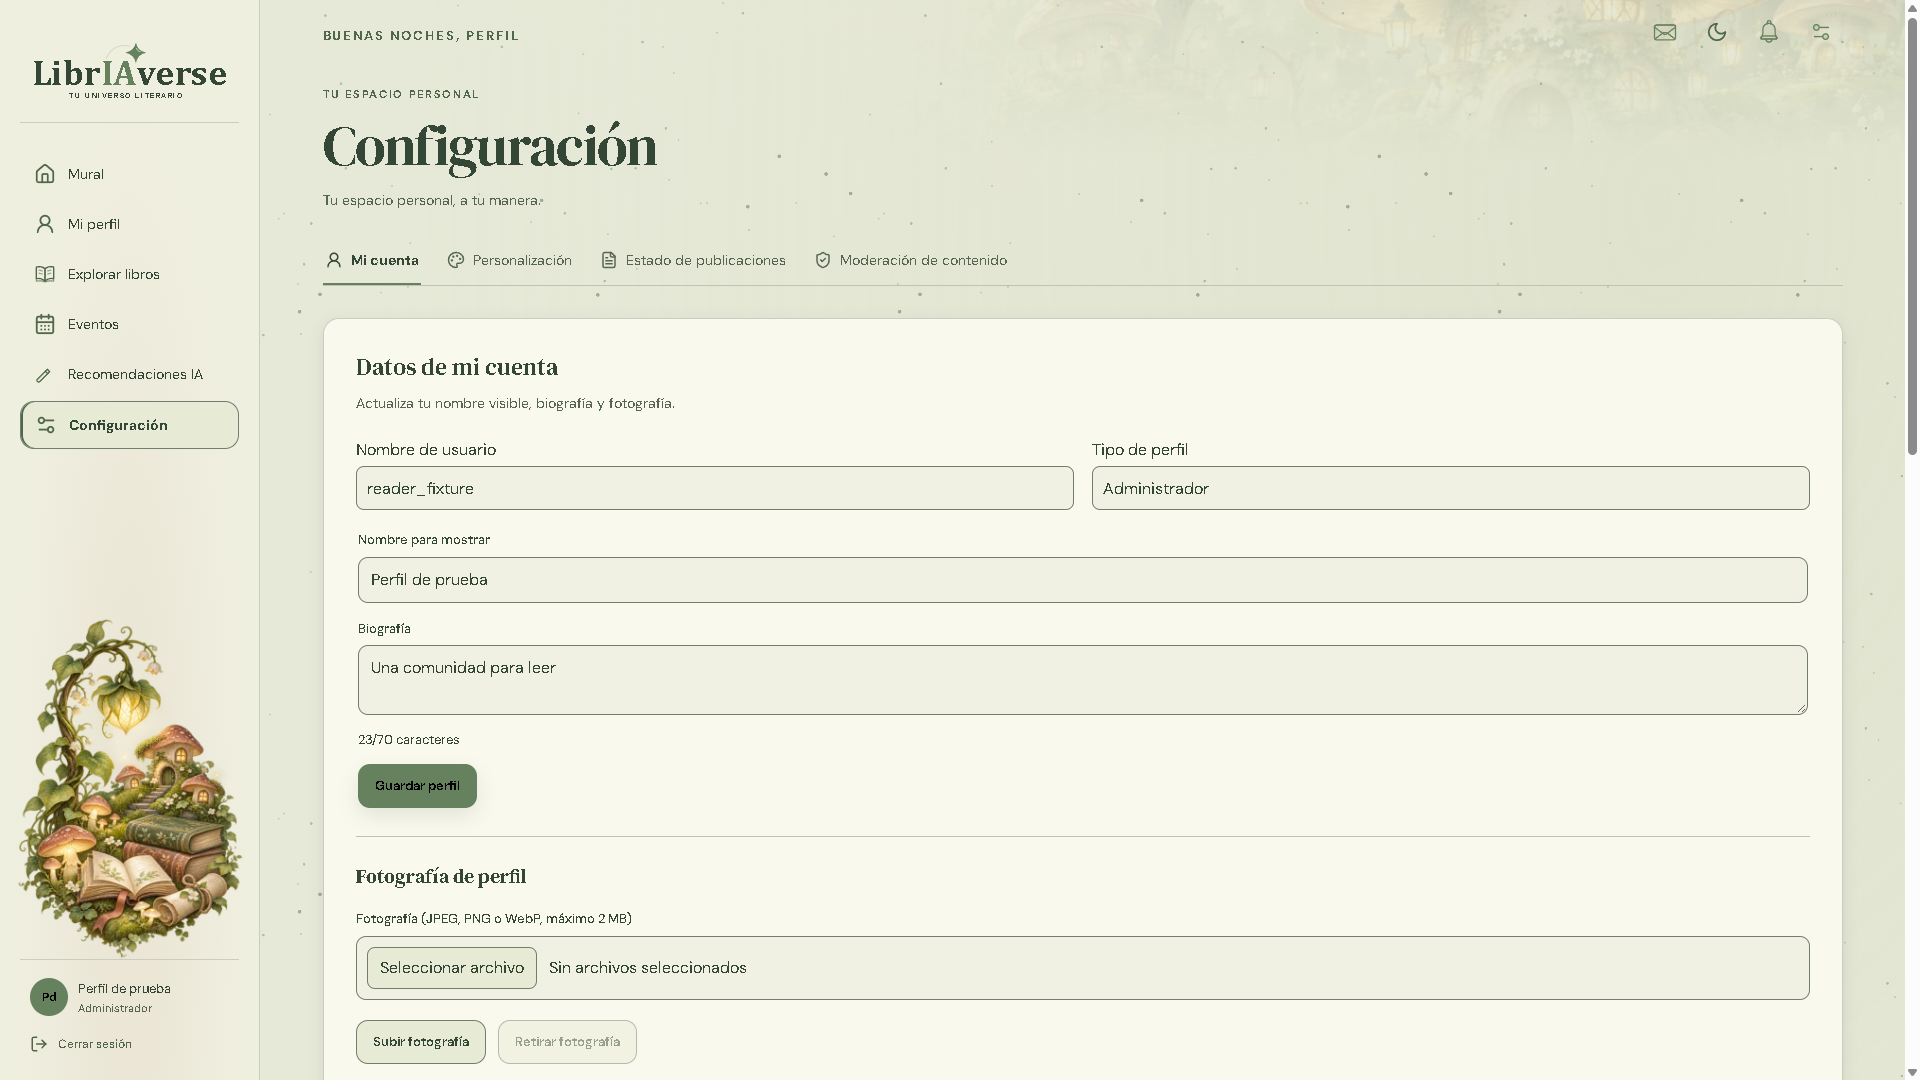 LibrIAverse
TU UNIVERSO LITERARIO
Mural
Mi perfil
Explorar libros
Eventos
Recomendaciones IA
Configuración
Pd
Perfil de prueba
Administrador
Cerrar sesión
BUENAS NOCHES, PERFIL
TU ESPACIO PERSONAL
Configuración
Tu espacio personal, a tu manera.
Mi cuenta
Personalización
Estado de publicaciones
Moderación de contenido
Datos de mi cuenta
Actualiza tu nombre visible, biografía y fotografía.
Nombre de usuario
reader_fixture
Tipo de perfil
Administrador
Nombre para mostrar
Perfil de prueba
Biografía
Una comunidad para leer
23/70 caracteres
Guardar perfil
Fotografía de perfil
Fotografía (JPEG, PNG o WebP, máximo 2 MB)
Seleccionar archivo
Sin archivos seleccionados
Subir fotografía
Retirar fotografía